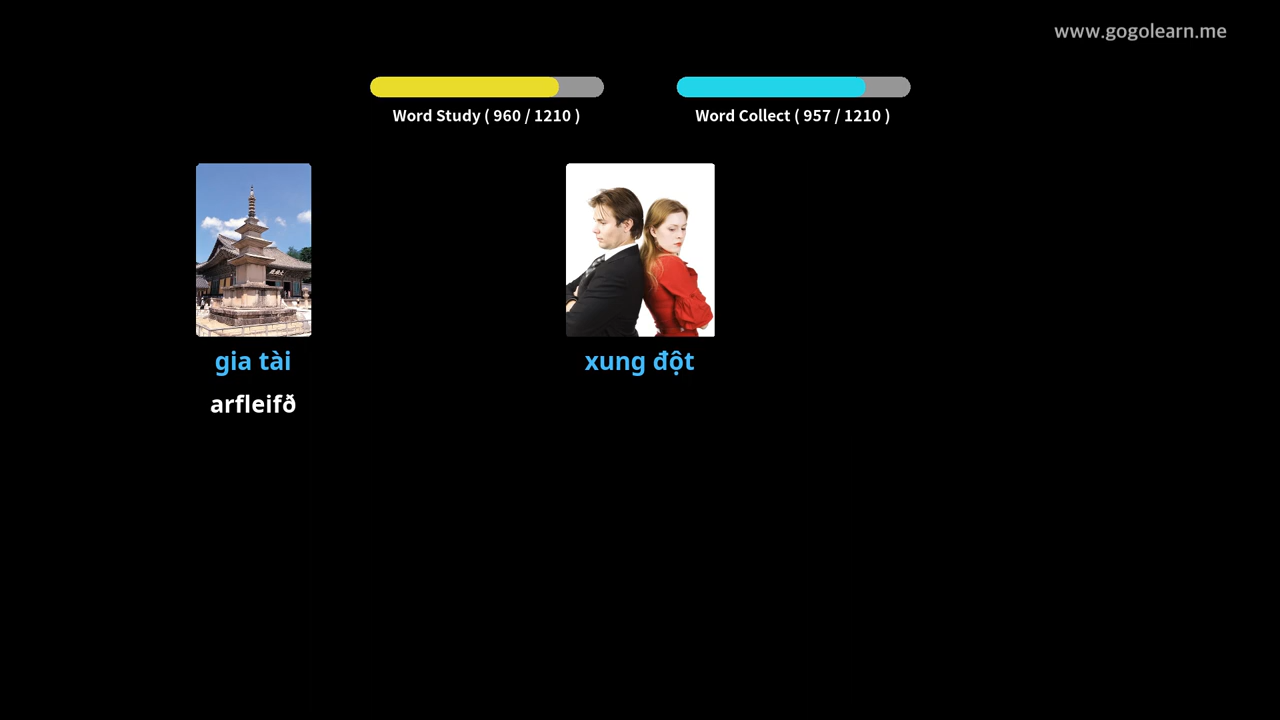 www.gogolearn.me
Word Study ( 960 / 1210 )
Word Collect ( 957 / 1210 )
gia tài
xung đột
arfleifð